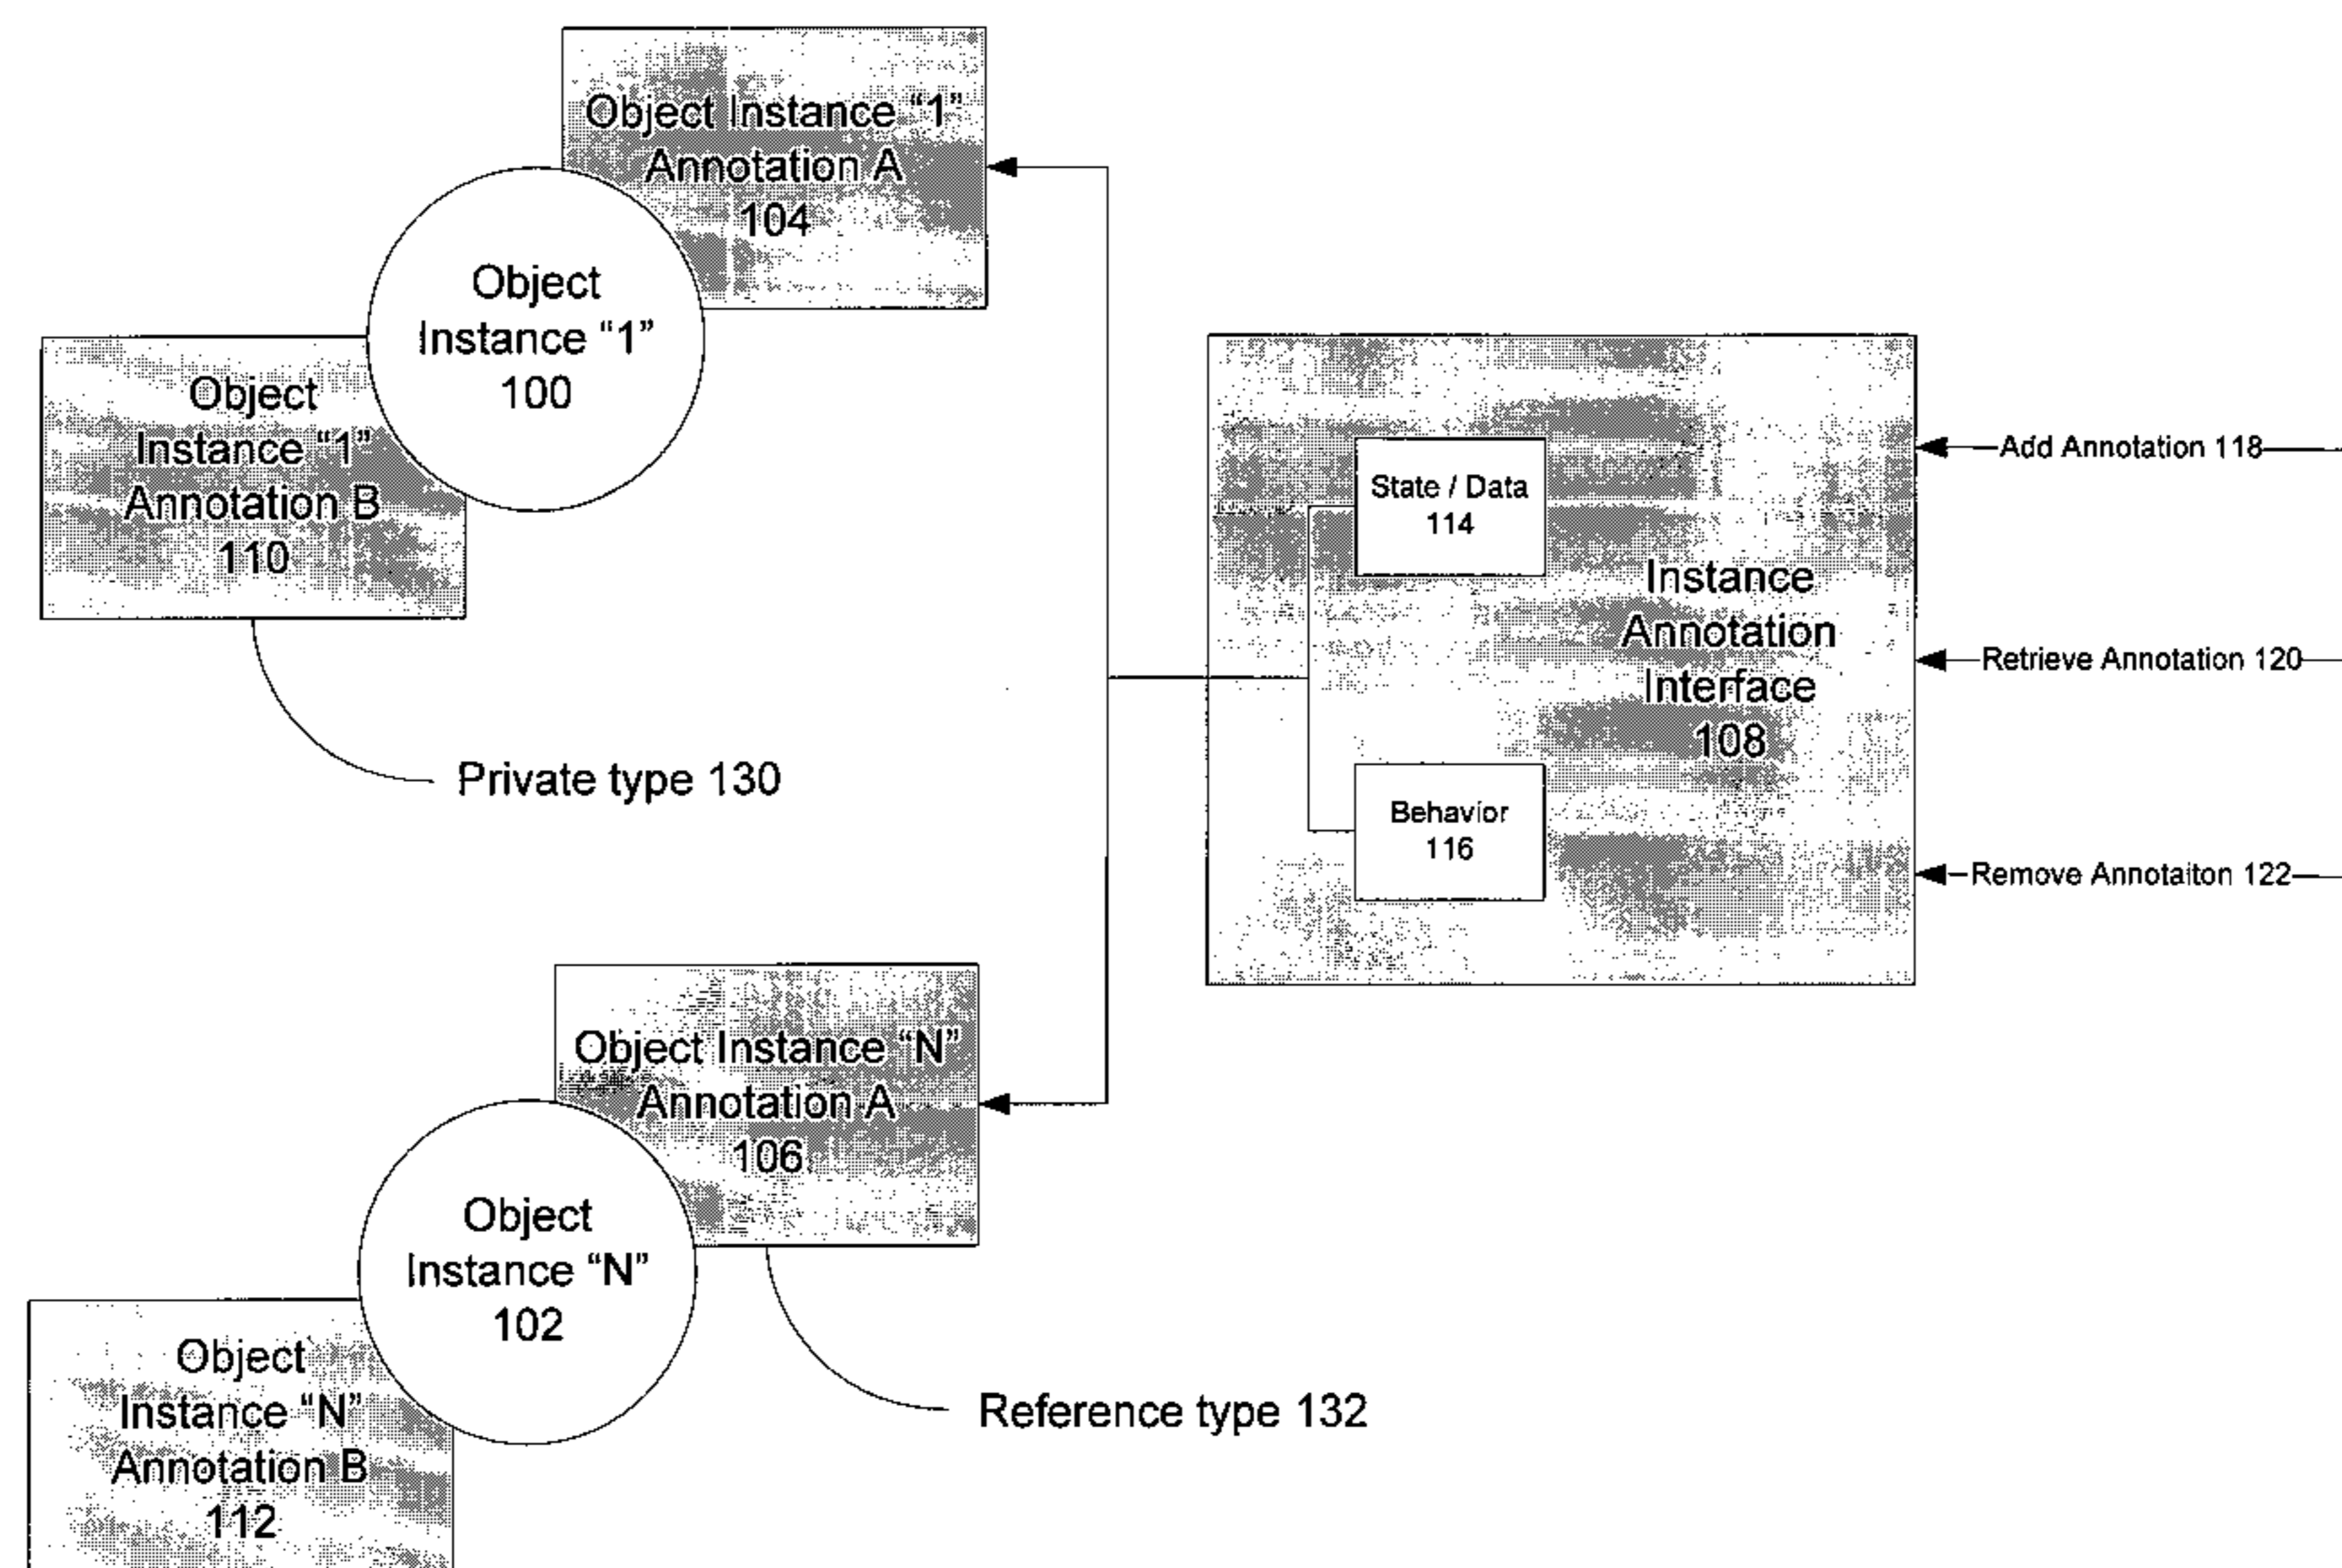 Object Instance “1”
Annotation A
104
Object
Instance “1”
100
Object
Instance “1”
Annotation B
110
Private type 130
State / Data
114
Instance
Annotation
Interface
108
Behavior
116
Add Annotation 118
Retrieve Annotation 120
Remove Annotaiton 122
Object Instance “N”
Annotation A
106
Object
Instance “N”
102
Reference type 132
Object
Instance “N”
Annotation B
112